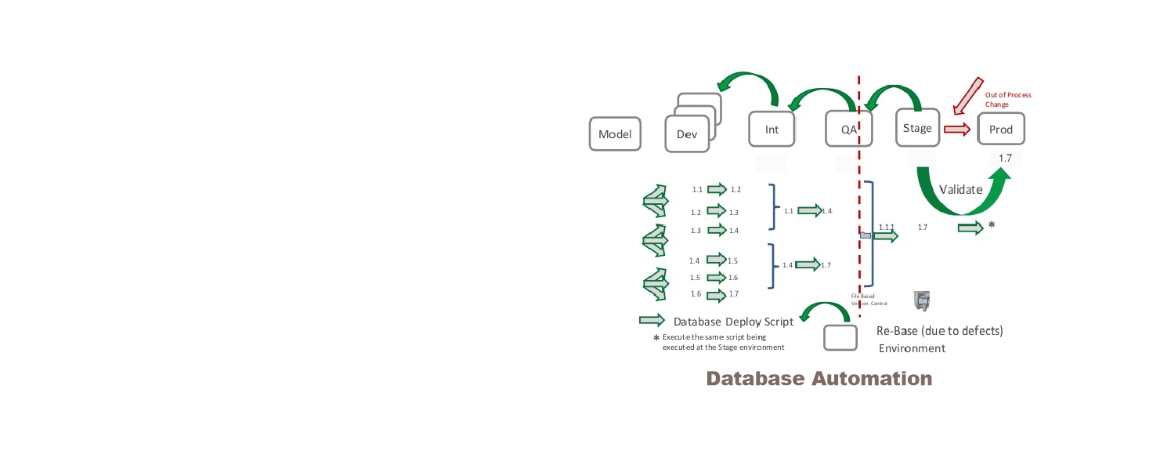 Out of Process
Change
Model
Dev
Int
QA
Stage
Prod
1.7
Validate
1.1 1.2
1.2 1.3
1.3 1.4
1.1 1.4
1.4 1.5
1.5 1.6
1.6 1.7
1.4 1.7
1.1 1.7 *
File Based
Version Control
Database Deploy Script
* Execute the same script being
executed at the Stage environment
Re-Base (due to defects)
Environment
Database Automation